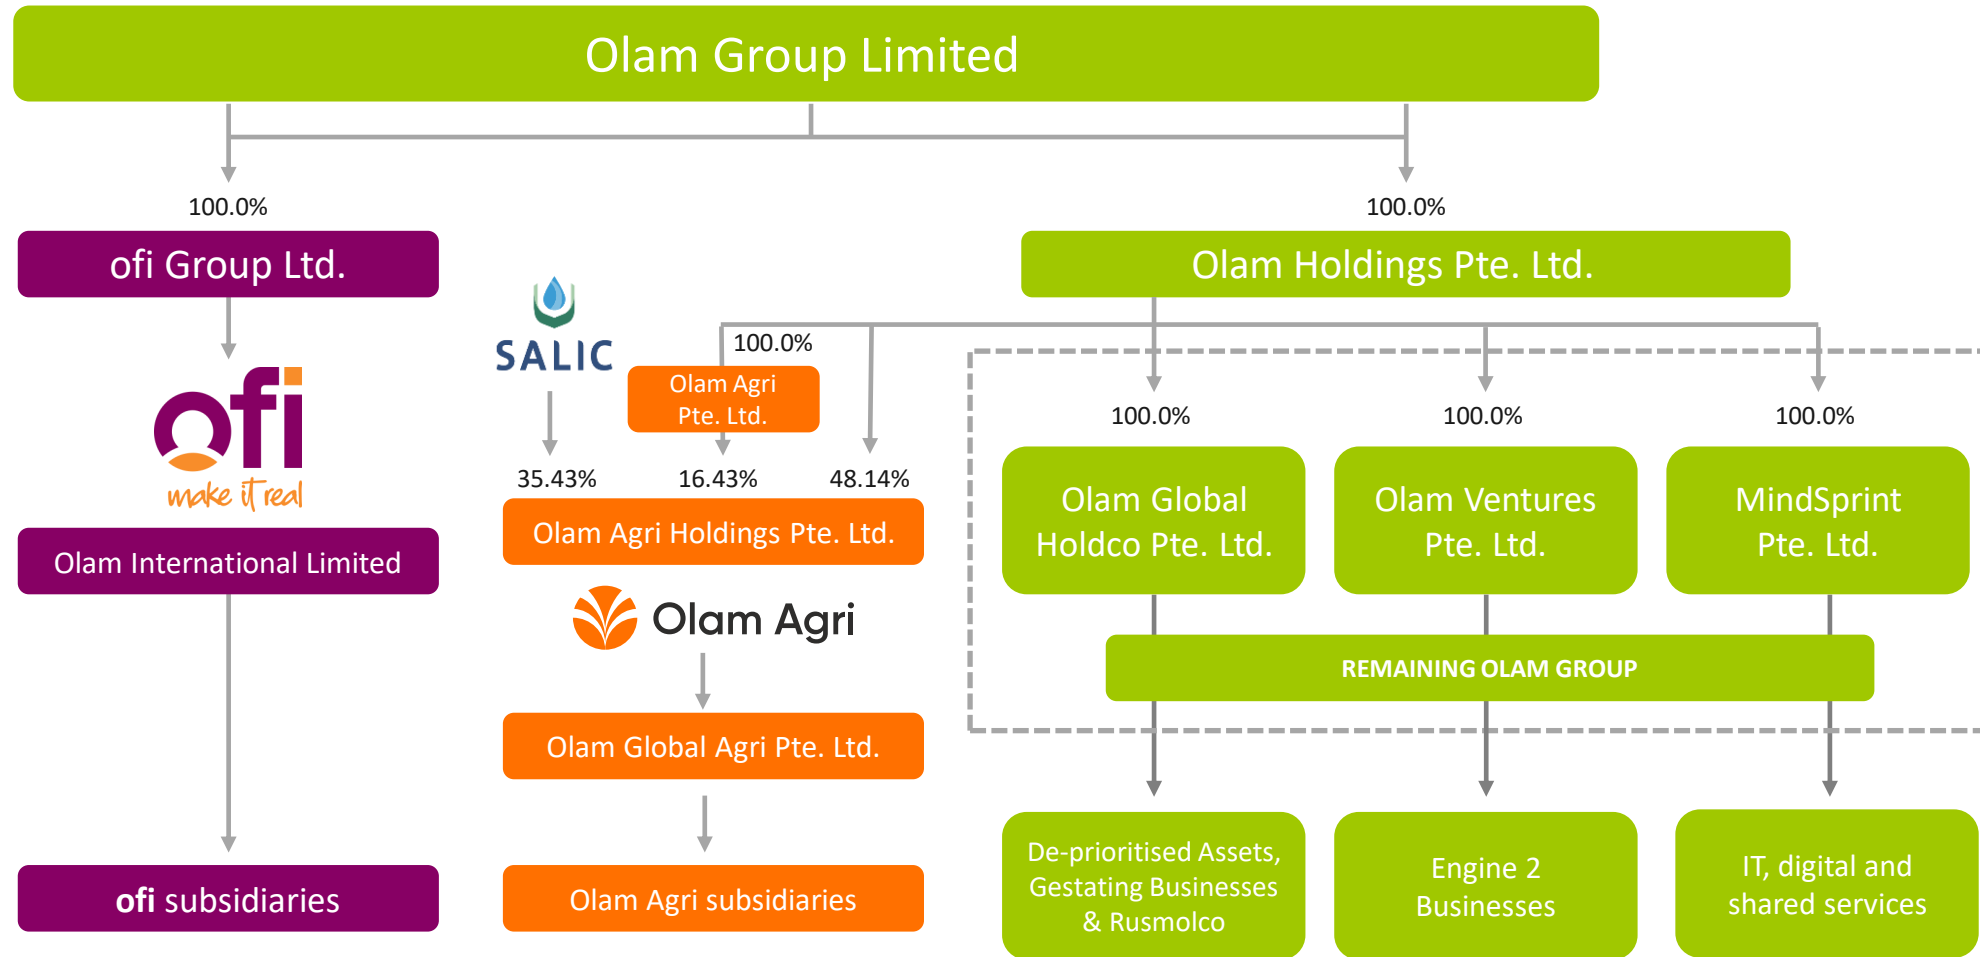 Olam Group Limited
100.0%
100.0%
ofi Group Ltd.
Olam Holdings Pte. Ltd.
SALIC
100.0%
Olam Agri
Pte. Ltd.
ofi
make it real
35.43%
16.43%
48.14%
100.0%
100.0%
100.0%
Olam Agri Holdings Pte. Ltd.
Olam Global
Holdco Pte. Ltd.
Olam Ventures
Pte. Ltd.
MindSprint
Pte. Ltd.
Olam International Limited
Olam Agri
REMAINING OLAM GROUP
Olam Global Agri Pte. Ltd.
ofi subsidiaries
Olam Agri subsidiaries
De-prioritised Assets,
Gestating Businesses
& Rusmolco
Engine 2
Businesses
IT, digital and
shared services